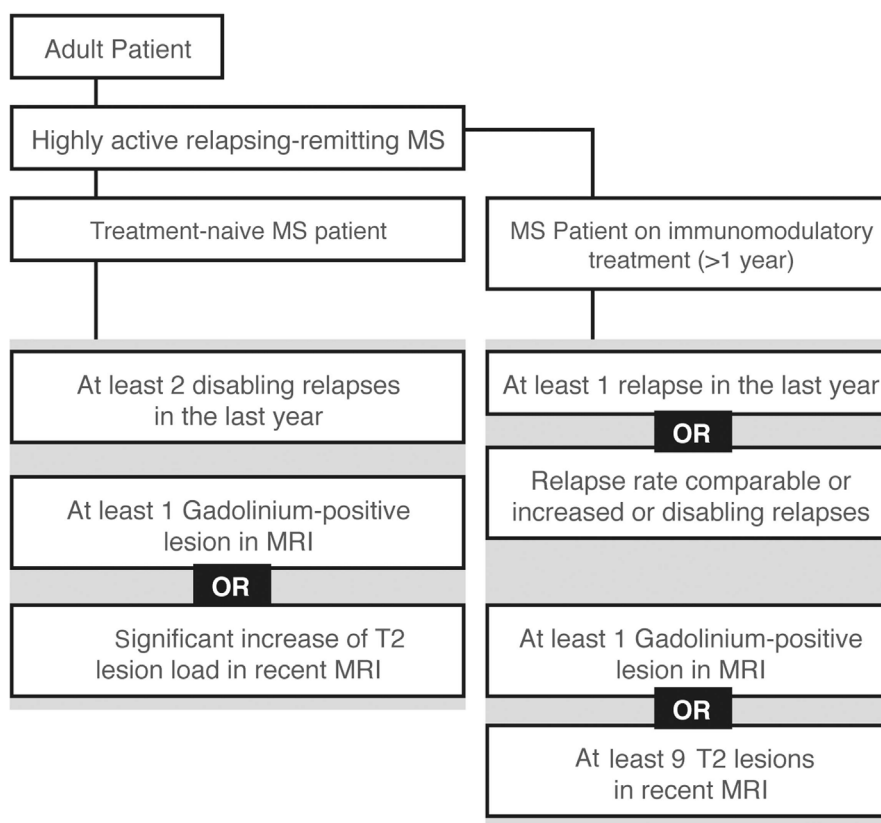 Adult Patient
Highly active relapsing-remitting MS
Treatment-naive MS patient
At least 2 disabling relapses
in the last year
At least 1 Gadolinium-positive
lesion in MRI
OR
Significant increase of T2
lesion load in recent MRI
MS Patient on immunomodulatory
treatment (>1 year)
At least 1 relapse in the last year
OR
Relapse rate comparable or
increased or disabling relapses
At least 1 Gadolinium-positive
lesion in MRI
OR
At least 9 T2 lesions
in recent MRI